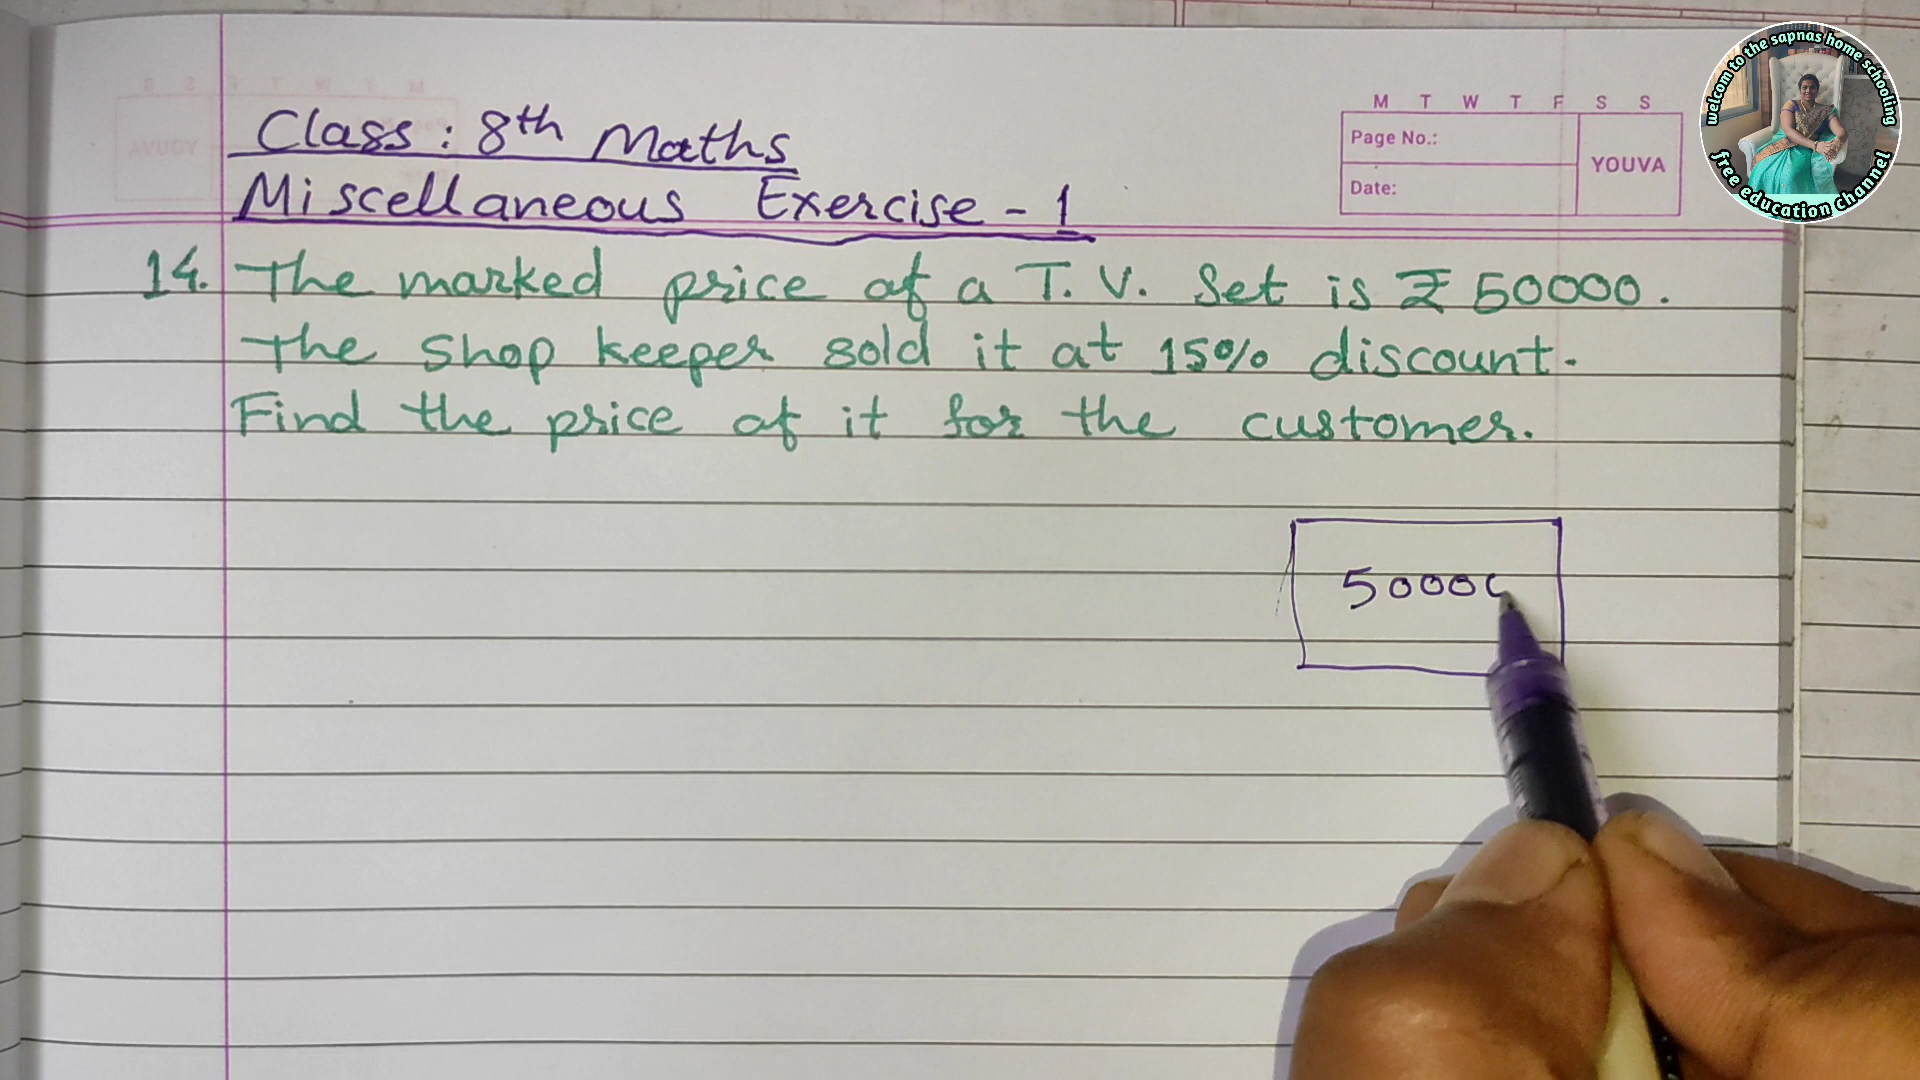 welcom to the sapnas home schooling
free education channel
M T W T F S S
Page No.:
Date:
YOUVA
Class : 8th Maths
Miscellaneous Exercise - 1
14. The marked price of a T. V. Set is ₹ 50000.
The shop keeper sold it at 15% discount.
Find the price of it for the customer.
50000